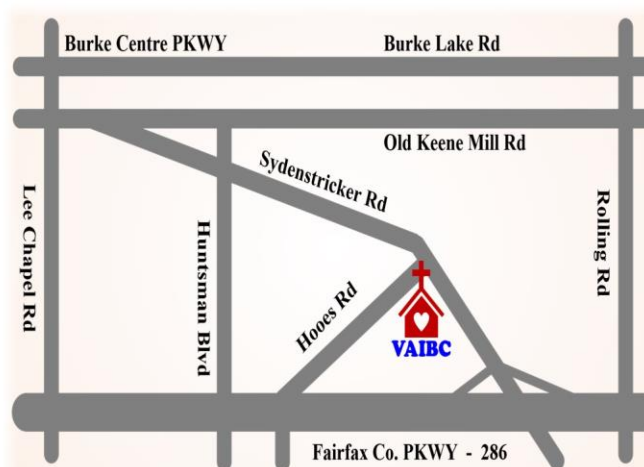 Burke Centre PKWY
Burke Lake Rd
Old Keene Mill Rd
Sydenstricker Rd
Lee Chapel Rd
Huntsman Blvd
Rolling Rd
Hooes Rd
VAIBC
Fairfax Co. PKWY - 286